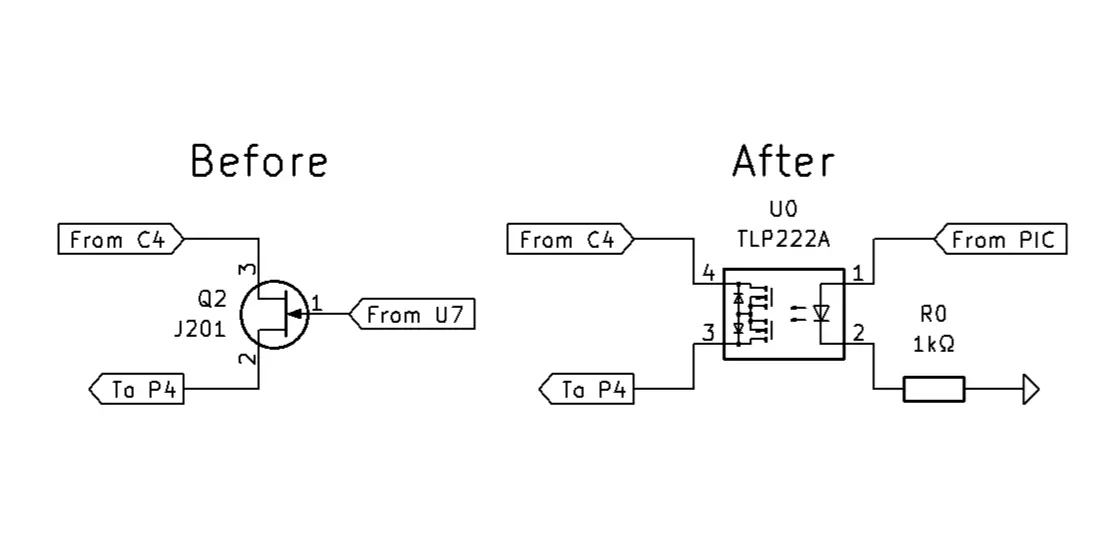 Before
From C4
3
Q2
J201
1
From U7
2
To P4
After
U0
TLP222A
From C4
From PIC
4
1
3
2
R0
1kΩ
To P4